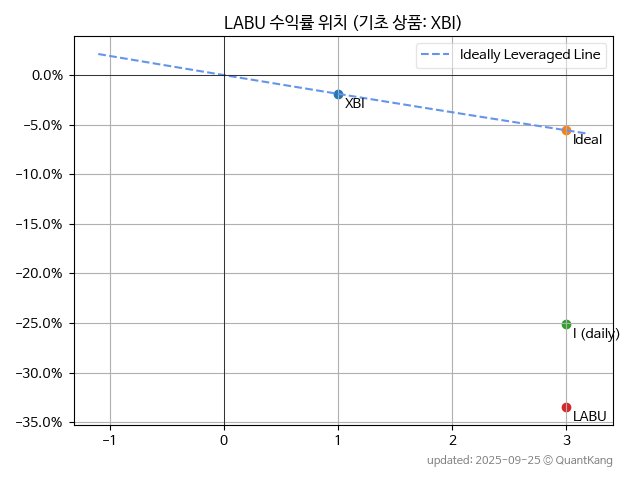 LABU 수익률 위치 (기초 상품: XBI)
Ideally Leveraged Line
0.0%
−5.0%
−10.0%
−15.0%
−20.0%
−25.0%
−30.0%
−35.0%
XBI
Ideal
I (daily)
LABU
−1
0
1
2
3
updated: 2025-09-25 © QuantKang